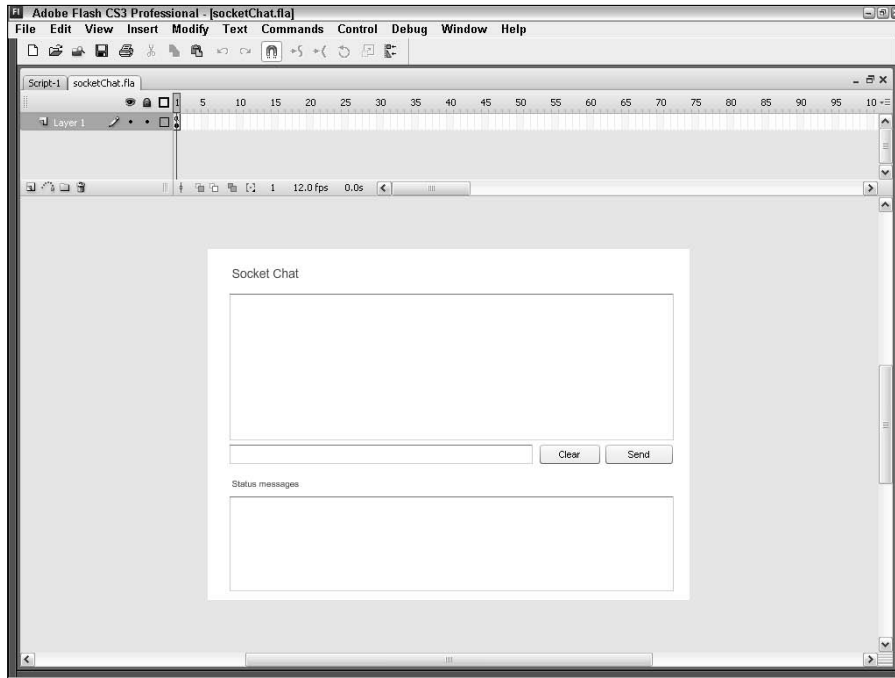 Fl Adobe Flash CS3 Professional - [socketChat.fla]
File Edit View Insert Modify Text Commands Control Debug Window Help
Script-1 socketChat.fla
1 5 10 15 20 25 30 35 40 45 50 55 60 65 70 75 80 85 90 95 10
Layer 1
1 12.0 fps 0.0s
Socket Chat
Clear Send
Status messages